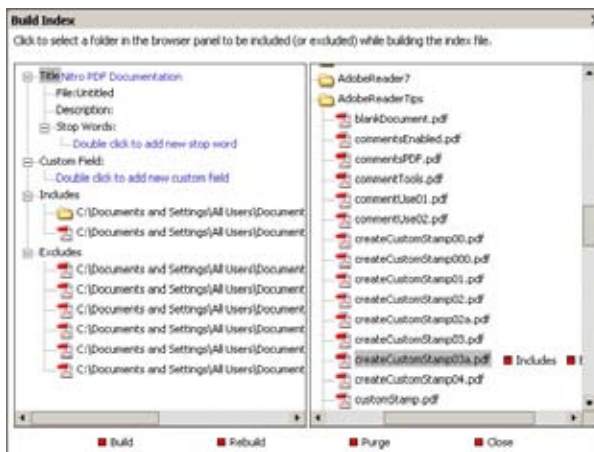 Build Index
Click to select a folder in the browser panel to be included (or excluded) while building the index file.
Title Nitro PDF Documentation
File:Untitled
Description:
Stop Words:
Double click to add new stop word
Custom Field:
Double click to add new custom field
Includes
C:\Documents and Settings\All Users\Document
C:\Documents and Settings\All Users\Document
Excludes
C:\Documents and Settings\All Users\Document
C:\Documents and Settings\All Users\Document
C:\Documents and Settings\All Users\Document
C:\Documents and Settings\All Users\Document
C:\Documents and Settings\All Users\Document
C:\Documents and Settings\All Users\Document
AdobeReader7
AdobeReaderTips
blankDocument.pdf
commentsEnabled.pdf
commentsPDF.pdf
commentTools.pdf
commentUse01.pdf
commentUse02.pdf
createCustomStamp00.pdf
createCustomStamp000.pdf
createCustomStamp01.pdf
createCustomStamp02.pdf
createCustomStamp02a.pdf
createCustomStamp03.pdf
createCustomStamp03a.pdf Includes
createCustomStamp04.pdf
customStamp.pdf
Build Rebuild Purge Close